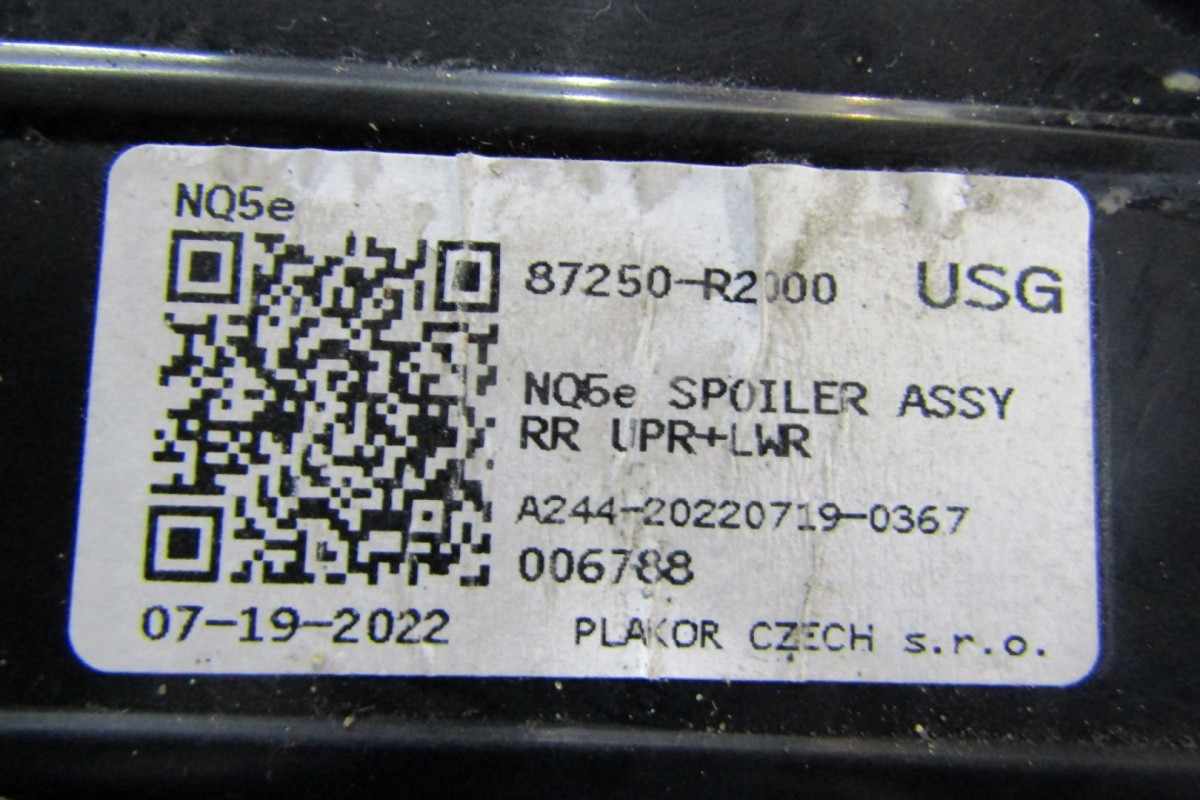 NQ5e
87250-R2000 USG
NQ5e SPOILER ASSY
RR UPR+LWR
A244-20220719-0367
006788
07-19-2022 PLAKOR CZECH s.r.o.